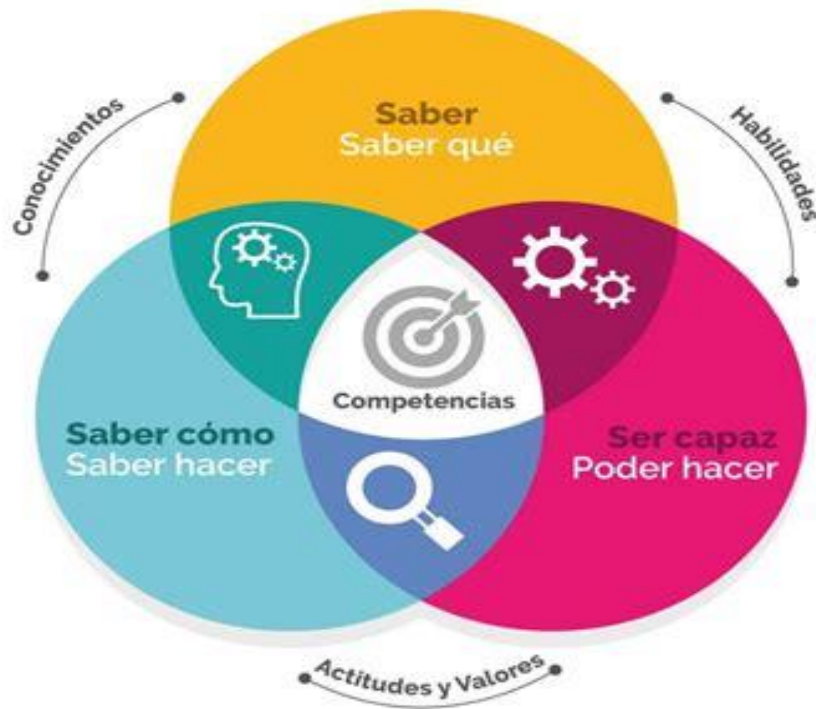 Conocimientos
Habilidades
Saber
Saber qué
Competencias
Saber cómo
Saber hacer
Ser capaz
Poder hacer
Actitudes y Valores